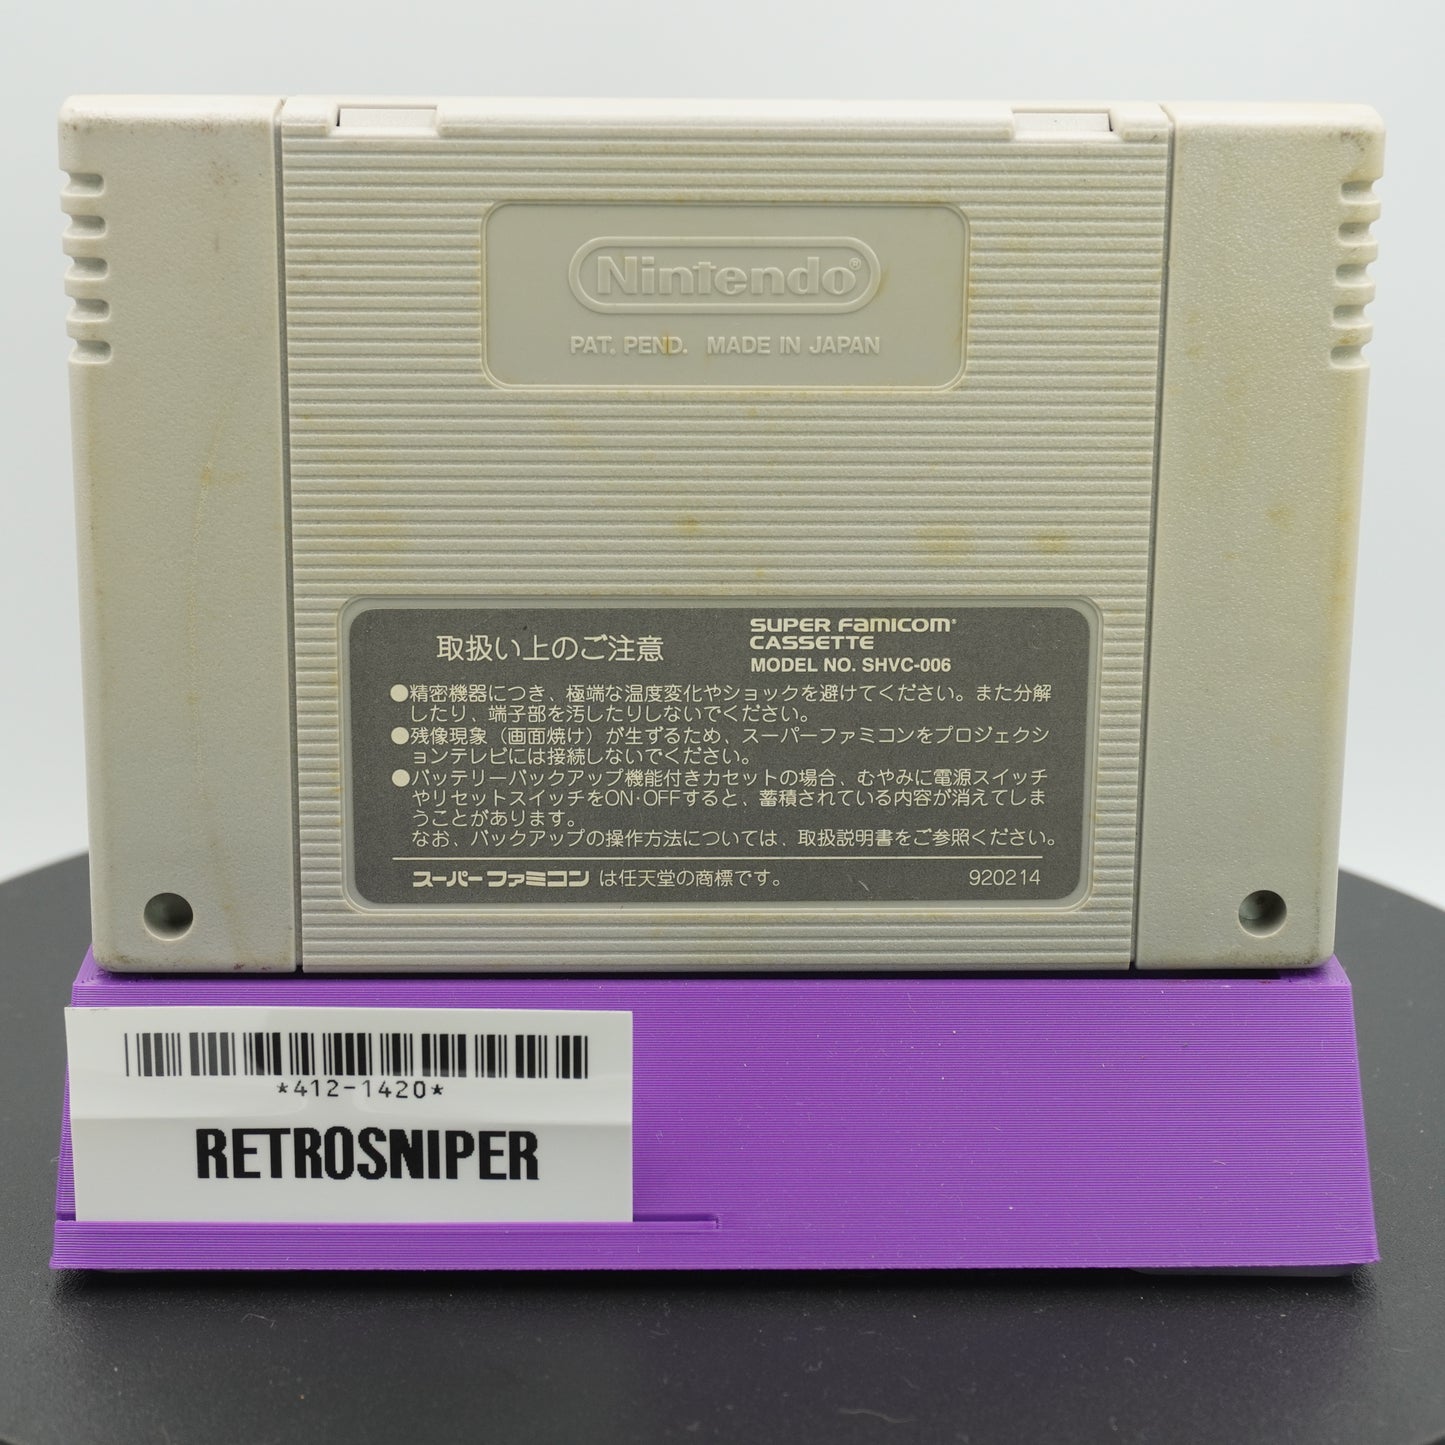 Nintendo®
PAT. PEND. MADE IN JAPAN
取扱い上のご注意
SUPER FAMICOM®
CASSETTE
MODEL NO. SHVC-006
●精密機器につき、極端な温度変化やショックを避けてください。また分解
したり、端子部を汚したりしないでください。
●残像現象（画面焼け）が生ずるため、スーパーファミコンをプロジェクシ
ョンテレビには接続しないでください。
●バッテリーバックアップ機能付きカセットの場合、むやみに電源スイッチ
やリセットスイッチをON・OFFすると、蓄積されている内容が消えてしま
うことがあります。
なお、バックアップの操作方法については、取扱説明書をご参照ください。
スーパーファミコンは任天堂の商標です。
920214
*412-1420*
RETROSNIPER